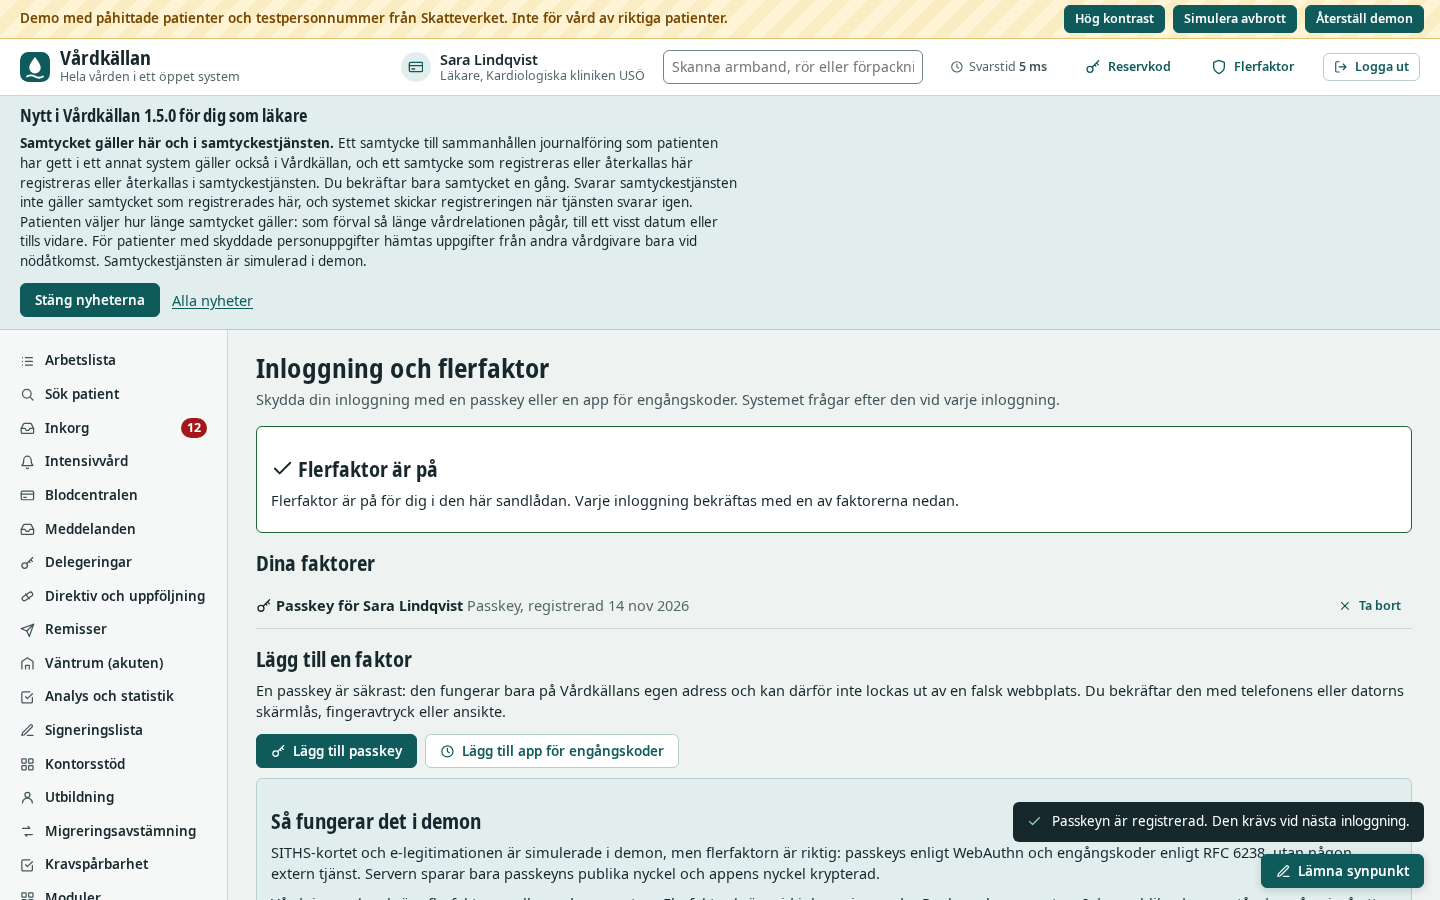 Demo med påhittade patienter och testpersonnummer från Skatteverket. Inte för vård av riktiga patienter.
Hög kontrast
Simulera avbrott
Återställ demon
Vårdkällan
Hela vården i ett öppet system
Sara Lindqvist
Läkare, Kardiologiska kliniken USÖ
Skanna armband, rör eller förpackni
Svarstid 5 ms
Reservkod
Flerfaktor
Logga ut
Nytt i Vårdkällan 1.5.0 för dig som läkare
Samtycket gäller här och i samtyckestjänsten. Ett samtycke till sammanhållen journalföring som patienten
har gett i ett annat system gäller också i Vårdkällan, och ett samtycke som registreras eller återkallas här
registreras eller återkallas i samtyckestjänsten. Du bekräftar bara samtycket en gång. Svarar samtyckestjänsten
inte gäller samtycket som registrerades här, och systemet skickar registreringen när tjänsten svarar igen.
Patienten väljer hur länge samtycket gäller: som förval så länge vårdrelationen pågår, till ett visst datum eller
tills vidare. För patienter med skyddade personuppgifter hämtas uppgifter från andra vårdgivare bara vid
nödåtkomst. Samtyckestjänsten är simulerad i demon.
Stäng nyheterna
Alla nyheter
Arbetslista
Sök patient
Inkorg
12
Intensivvård
Blodcentralen
Meddelanden
Delegeringar
Direktiv och uppföljning
Remisser
Väntrum (akuten)
Analys och statistik
Signeringslista
Kontorsstöd
Utbildning
Migreringsavstämning
Kravspårbarhet
Moduler
Inloggning och flerfaktor
Skydda din inloggning med en passkey eller en app för engångskoder. Systemet frågar efter den vid varje inloggning.
Flerfaktor är på
Flerfaktor är på för dig i den här sandlådan. Varje inloggning bekräftas med en av faktorerna nedan.
Dina faktorer
Passkey för Sara Lindqvist Passkey, registrerad 14 nov 2026
Ta bort
Lägg till en faktor
En passkey är säkrast: den fungerar bara på Vårdkällans egen adress och kan därför inte lockas ut av en falsk webbplats. Du bekräftar den med telefonens eller datorns
skärmlås, fingeravtryck eller ansikte.
Lägg till passkey
Lägg till app för engångskoder
Så fungerar det i demon
SITHS-kortet och e-legitimationen är simulerade i demon, men flerfaktorn är riktig: passkeys enligt WebAuthn och engångskoder enligt RFC 6238, utan någon
extern tjänst. Servern sparar bara passkeyns publika nyckel och appens nyckel krypterad.
Passkeyn är registrerad. Den krävs vid nästa inloggning.
Lämna synpunkt